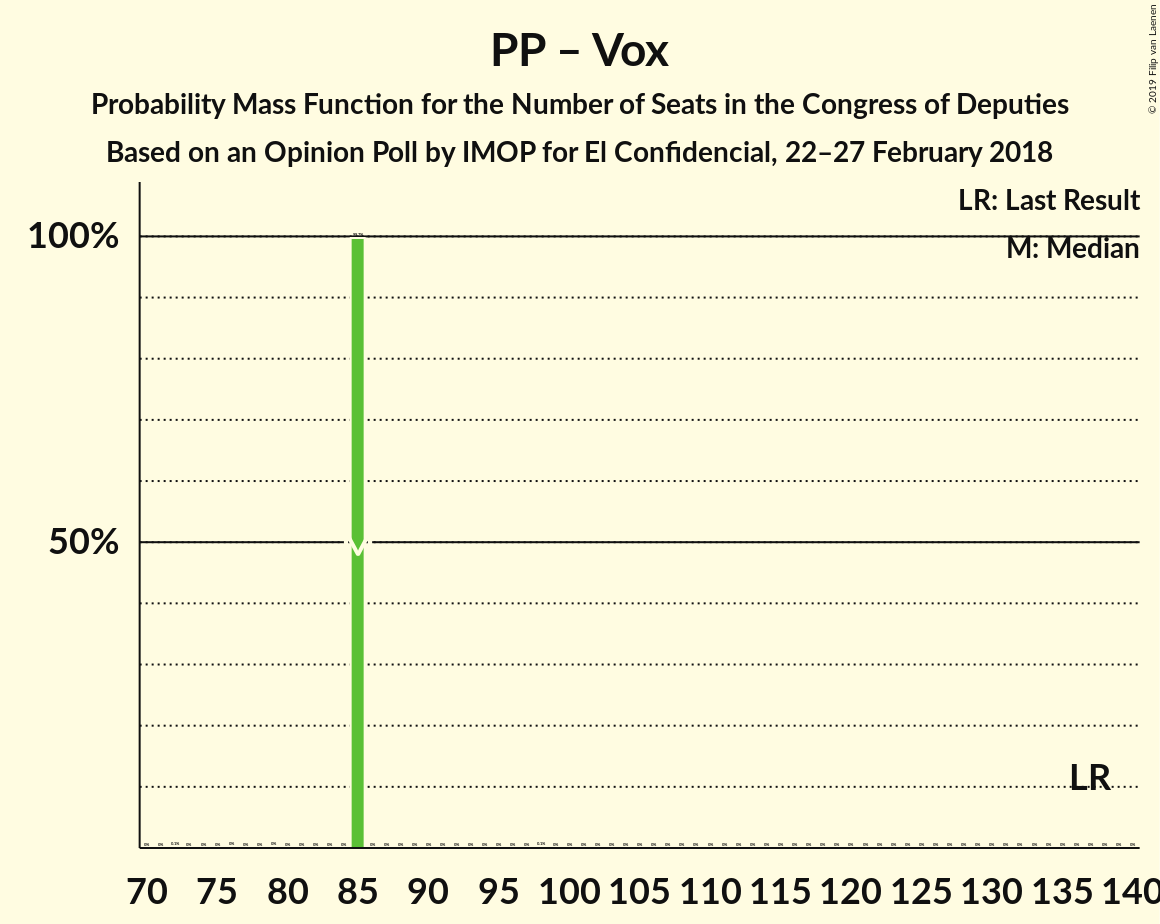 PP – Vox
Probability Mass Function for the Number of Seats in the Congress of Deputies
Based on an Opinion Poll by IMOP for El Confidencial, 22–27 February 2018
© 2019 Filip van Laenen
LR: Last Result
M: Median
100%
50%
LR
70 75 80 85 90 95 100 105 110 115 120 125 130 135 140